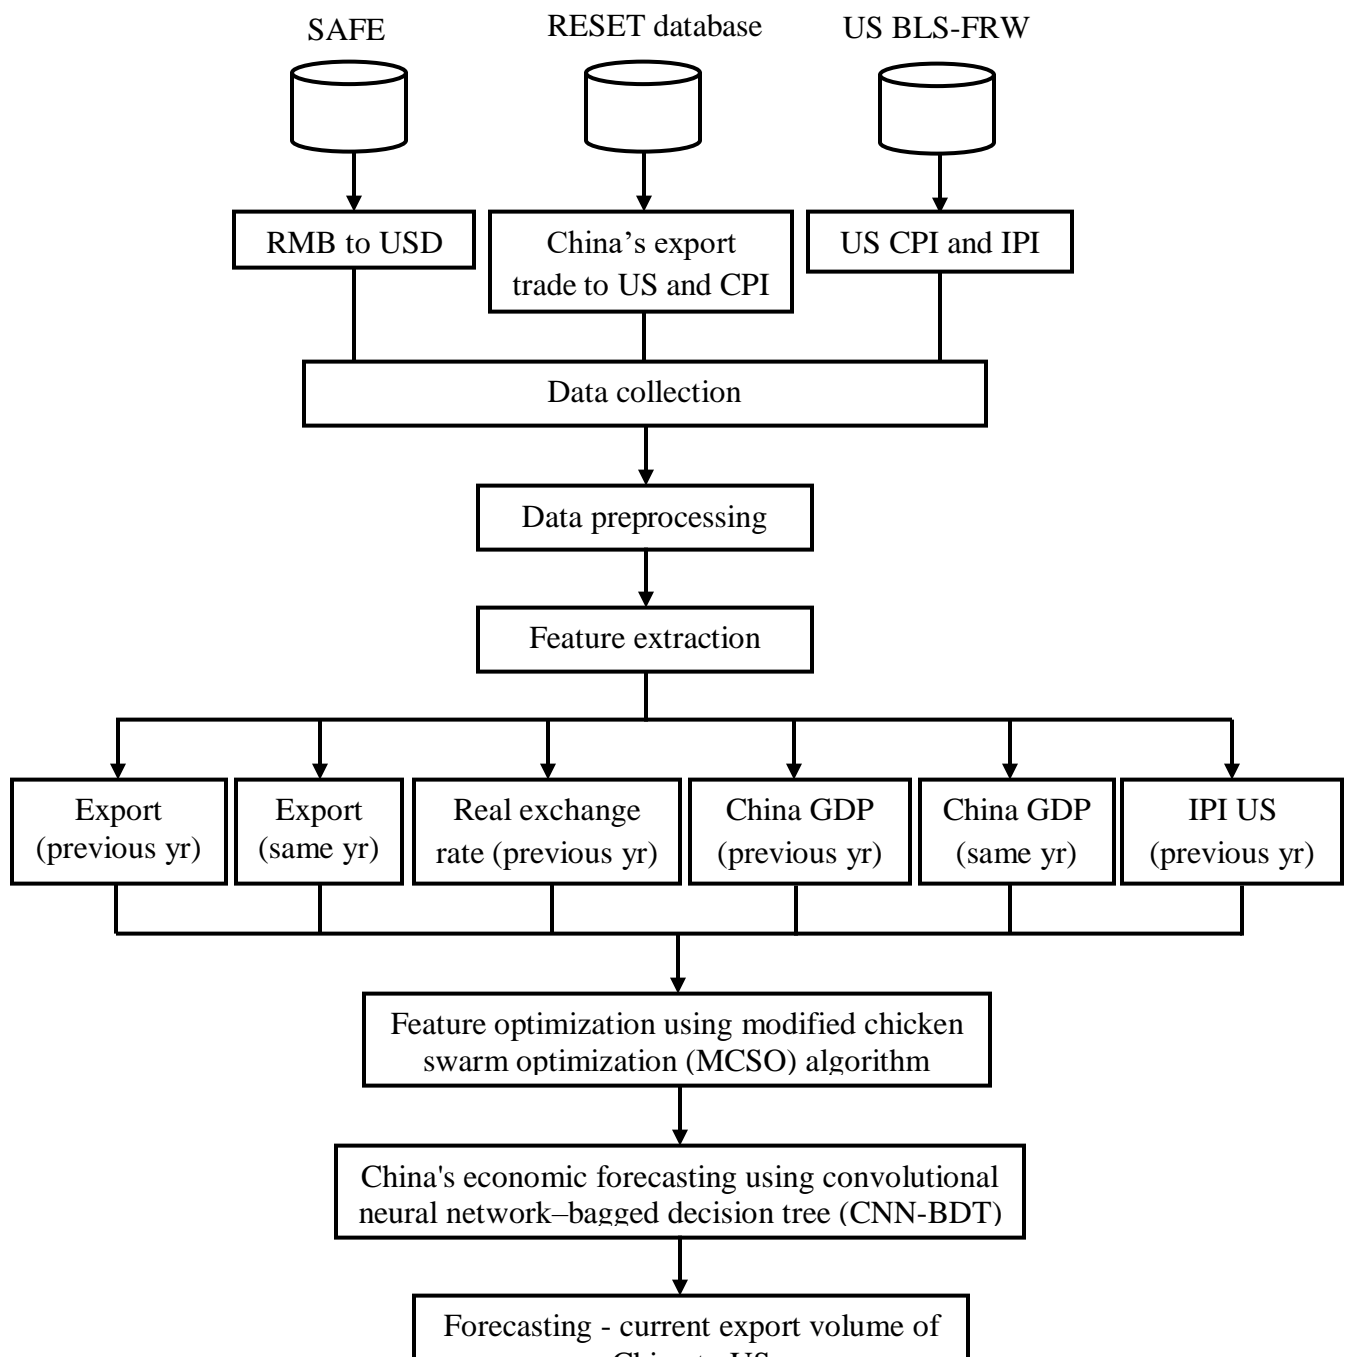 SAFE
RESET database
US BLS-FRW
RMB to USD
China’s export
trade to US and CPI
US CPI and IPI
Data collection
Data preprocessing
Feature extraction
Export
(previous yr)
Export
(same yr)
Real exchange
rate (previous yr)
China GDP
(previous yr)
China GDP
(same yr)
IPI US
(previous yr)
Feature optimization using modified chicken
swarm optimization (MCSO) algorithm
China's economic forecasting using convolutional
neural network–bagged decision tree (CNN-BDT)
Forecasting - current export volume of
China to US